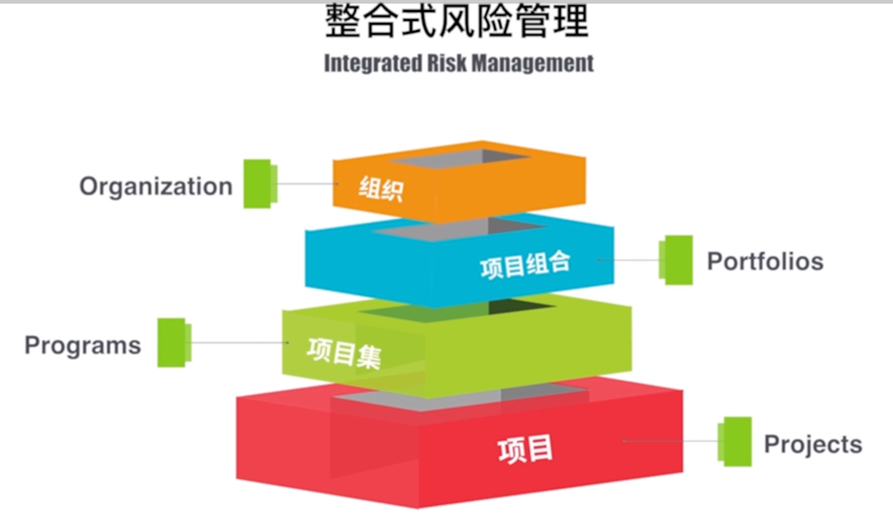 整合式风险管理
Integrated Risk Management
Organization
组织
项目组合
Portfolios
Programs
项目集
项目
Projects